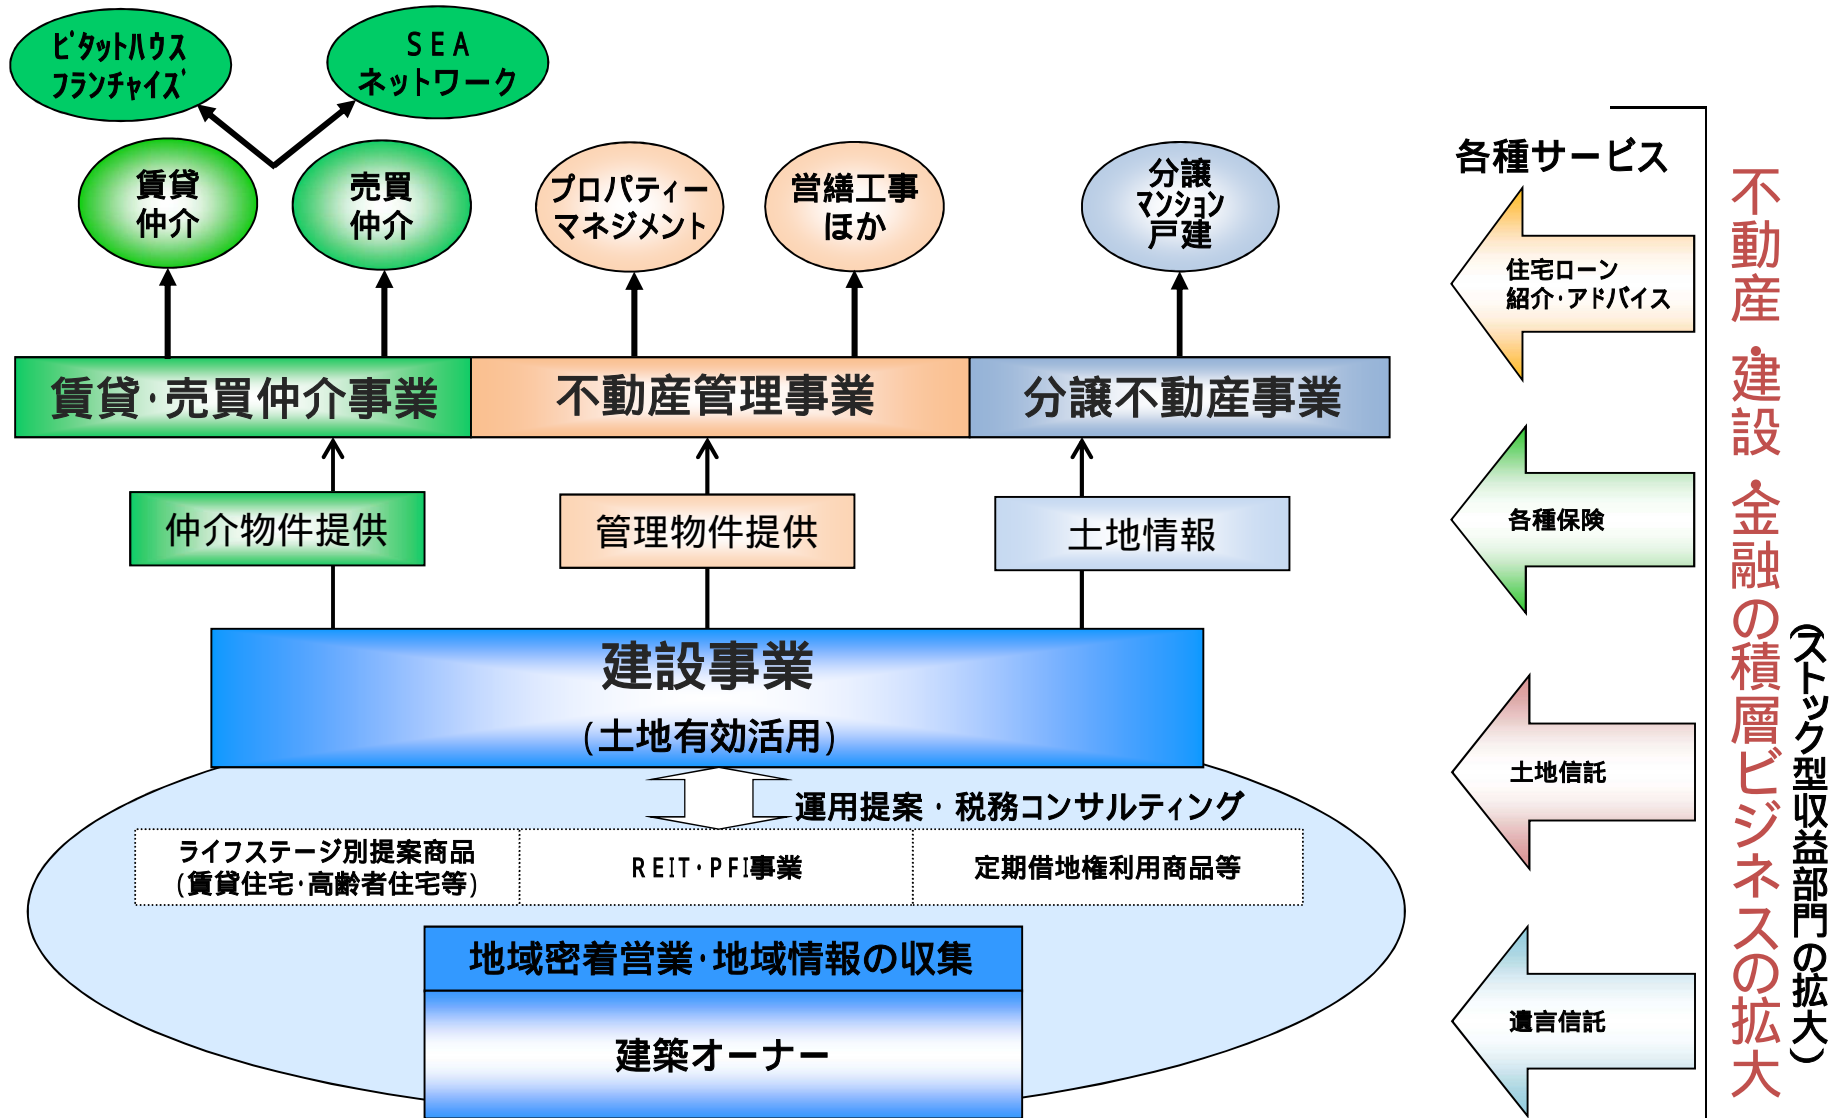 ピタットハウス
フランチャイズ
SEA
ネットワーク
賃貸
仲介
売買
仲介
プロパティー
マネジメント
営繕工事
ほか
分譲
マンション
戸建
賃貸・売買仲介事業
不動産管理事業
分譲不動産事業
仲介物件提供
管理物件提供
土地情報
建設事業
(土地有効活用)
運用提案・税務コンサルティング
ライフステージ別提案商品
(賃貸住宅・高齢者住宅等)
REIT・PFI事業
定期借地権利用商品等
地域密着営業・地域情報の収集
建築オーナー
各種サービス
住宅ローン
紹介・アドバイス
各種保険
土地信託
遺言信託
不動産・建設・金融の積層ビジネスの拡大
(ストック型収益部門の拡大)